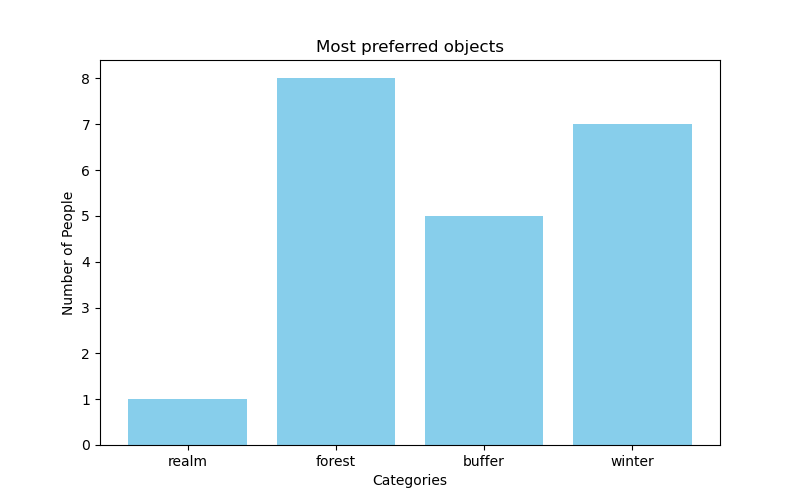 Most preferred objects
Number of People
8
7
6
5
4
3
2
1
0
realm forest buffer winter
Categories